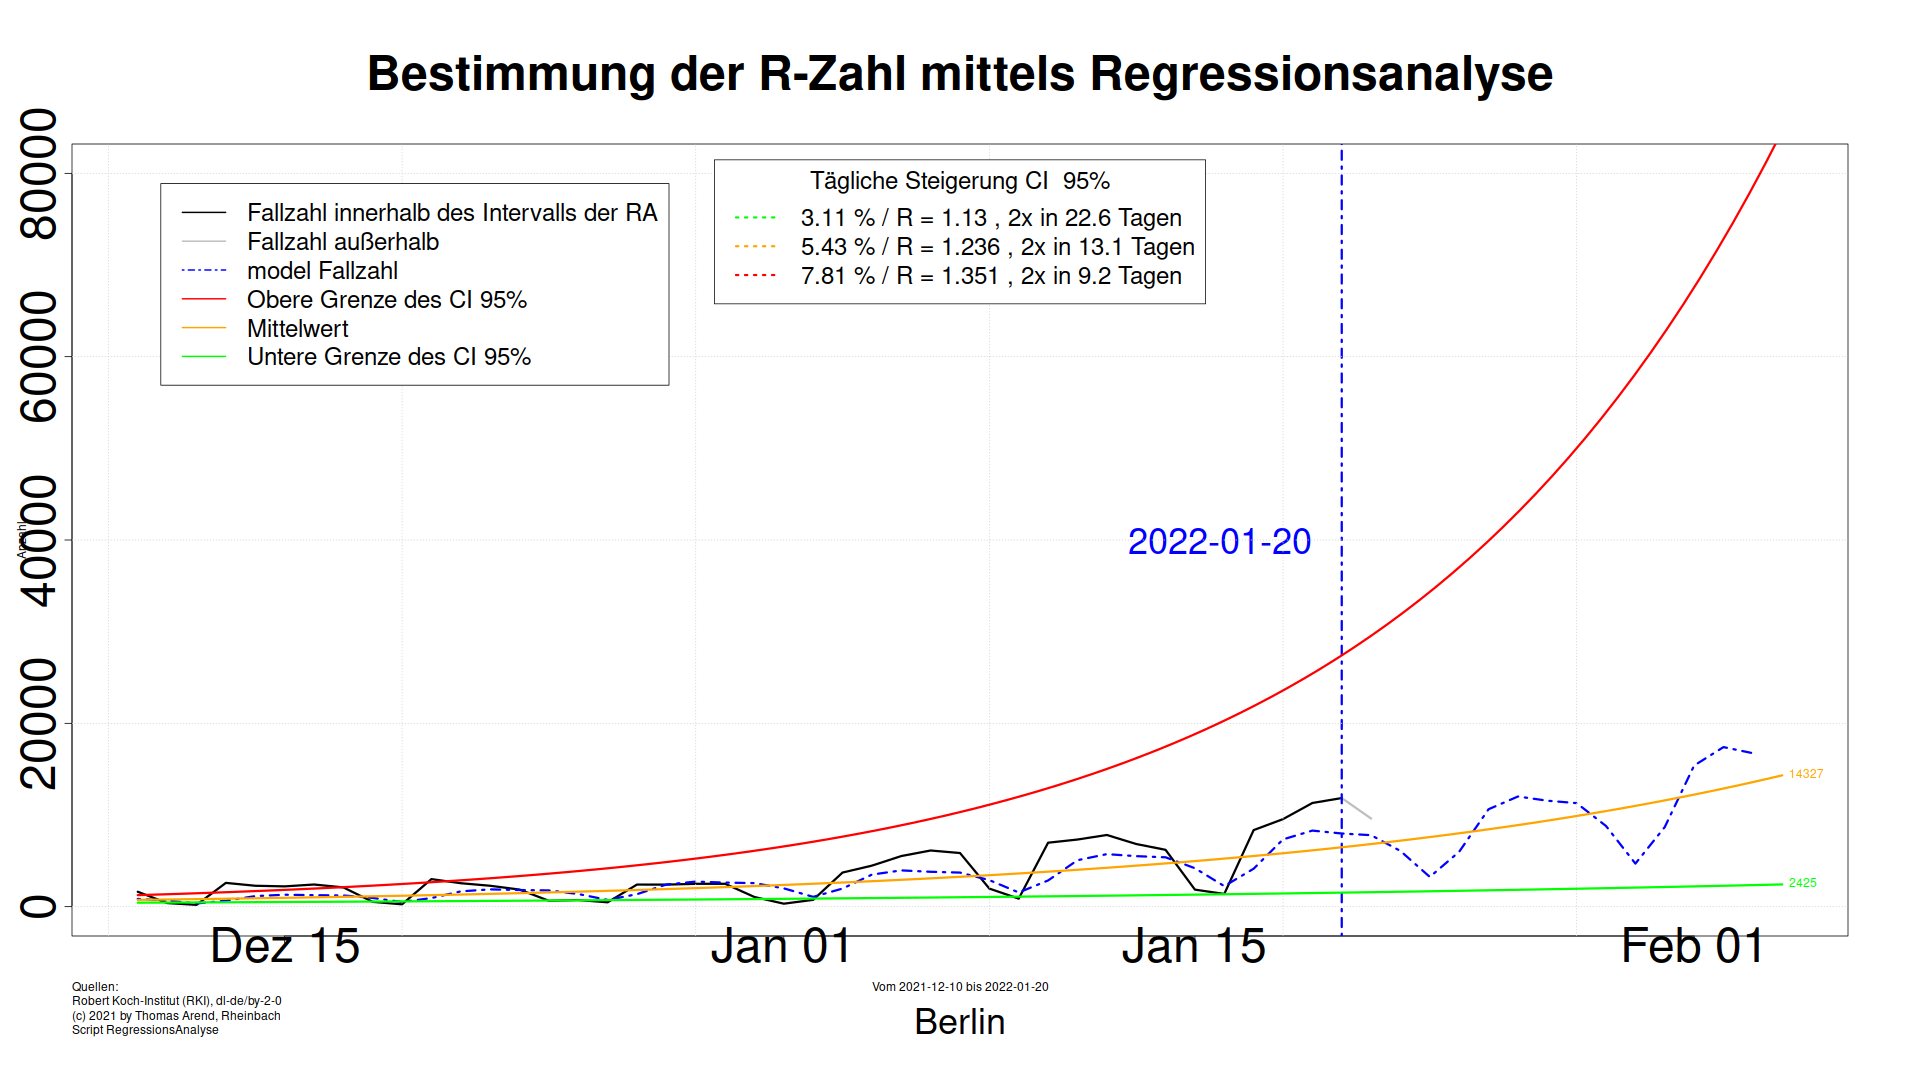 Bestimmung der R-Zahl mittels Regressionsanalyse
80000
60000
40000
20000
0
Anzahl
Fallzahl innerhalb des Intervalls der RA
Fallzahl außerhalb
model Fallzahl
Obere Grenze des CI 95%
Mittelwert
Untere Grenze des CI 95%
Tägliche Steigerung CI  95%
3.11 % / R = 1.13 , 2x in 22.6 Tagen
5.43 % / R = 1.236 , 2x in 13.1 Tagen
7.81 % / R = 1.351 , 2x in 9.2 Tagen
2022-01-20
14327
2425
Dez 15
Jan 01
Jan 15
Feb 01
Quellen:
Robert Koch-Institut (RKI), dl-de/by-2-0
(c) 2021 by Thomas Arend, Rheinbach
Script RegressionsAnalyse
Vom 2021-12-10 bis 2022-01-20
Berlin